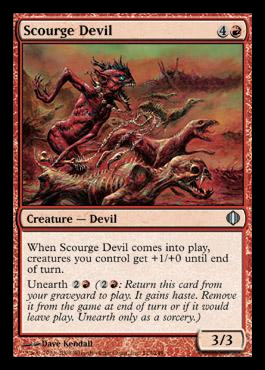 Scourge Devil 4
Creature — Devil
When Scourge Devil comes into play,
creatures you control get +1/+0 until end
of turn.
Unearth 2 (2: Return this card from
your graveyard to play. It gains haste. Remove
it from the game at end of turn or if it would
leave play. Unearth only as a sorcery.)
Dave Kendall
3/3